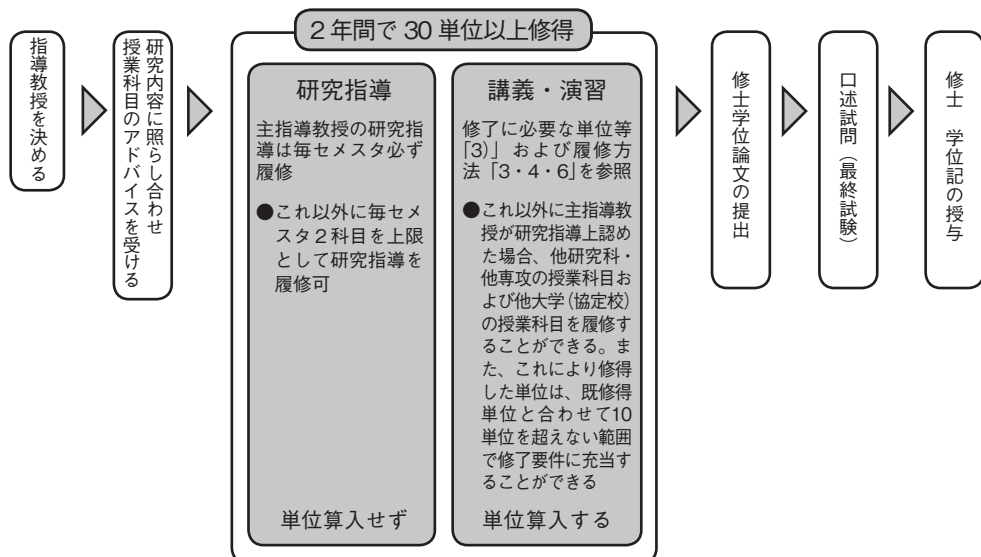 指導教授を決める
研究内容に照らし合わせ
授業科目のアドバイスを受ける
2年間で30単位以上修得
研究指導
主指導教授の研究指
導は毎セメスタ必ず
履修
●これ以外に毎セメ
スタ2科目を上限
として研究指導を
履修可
単位算入せず
講義・演習
修了に必要な単位等
「3)」および履修方
法「3・4・6」を参照
●これ以外に主指導教
授が研究指導上認め
た場合、他研究科・
他専攻の授業科目お
よび他大学(協定校)
の授業科目を履修す
ることができる。ま
た、これにより修得
した単位は、既修得
単位と合わせて10
単位を超えない範囲
で修了要件に充当す
ることができる
単位算入する
修士学位論文の提出
口述試問(最終試験)
修士 学位記の授与